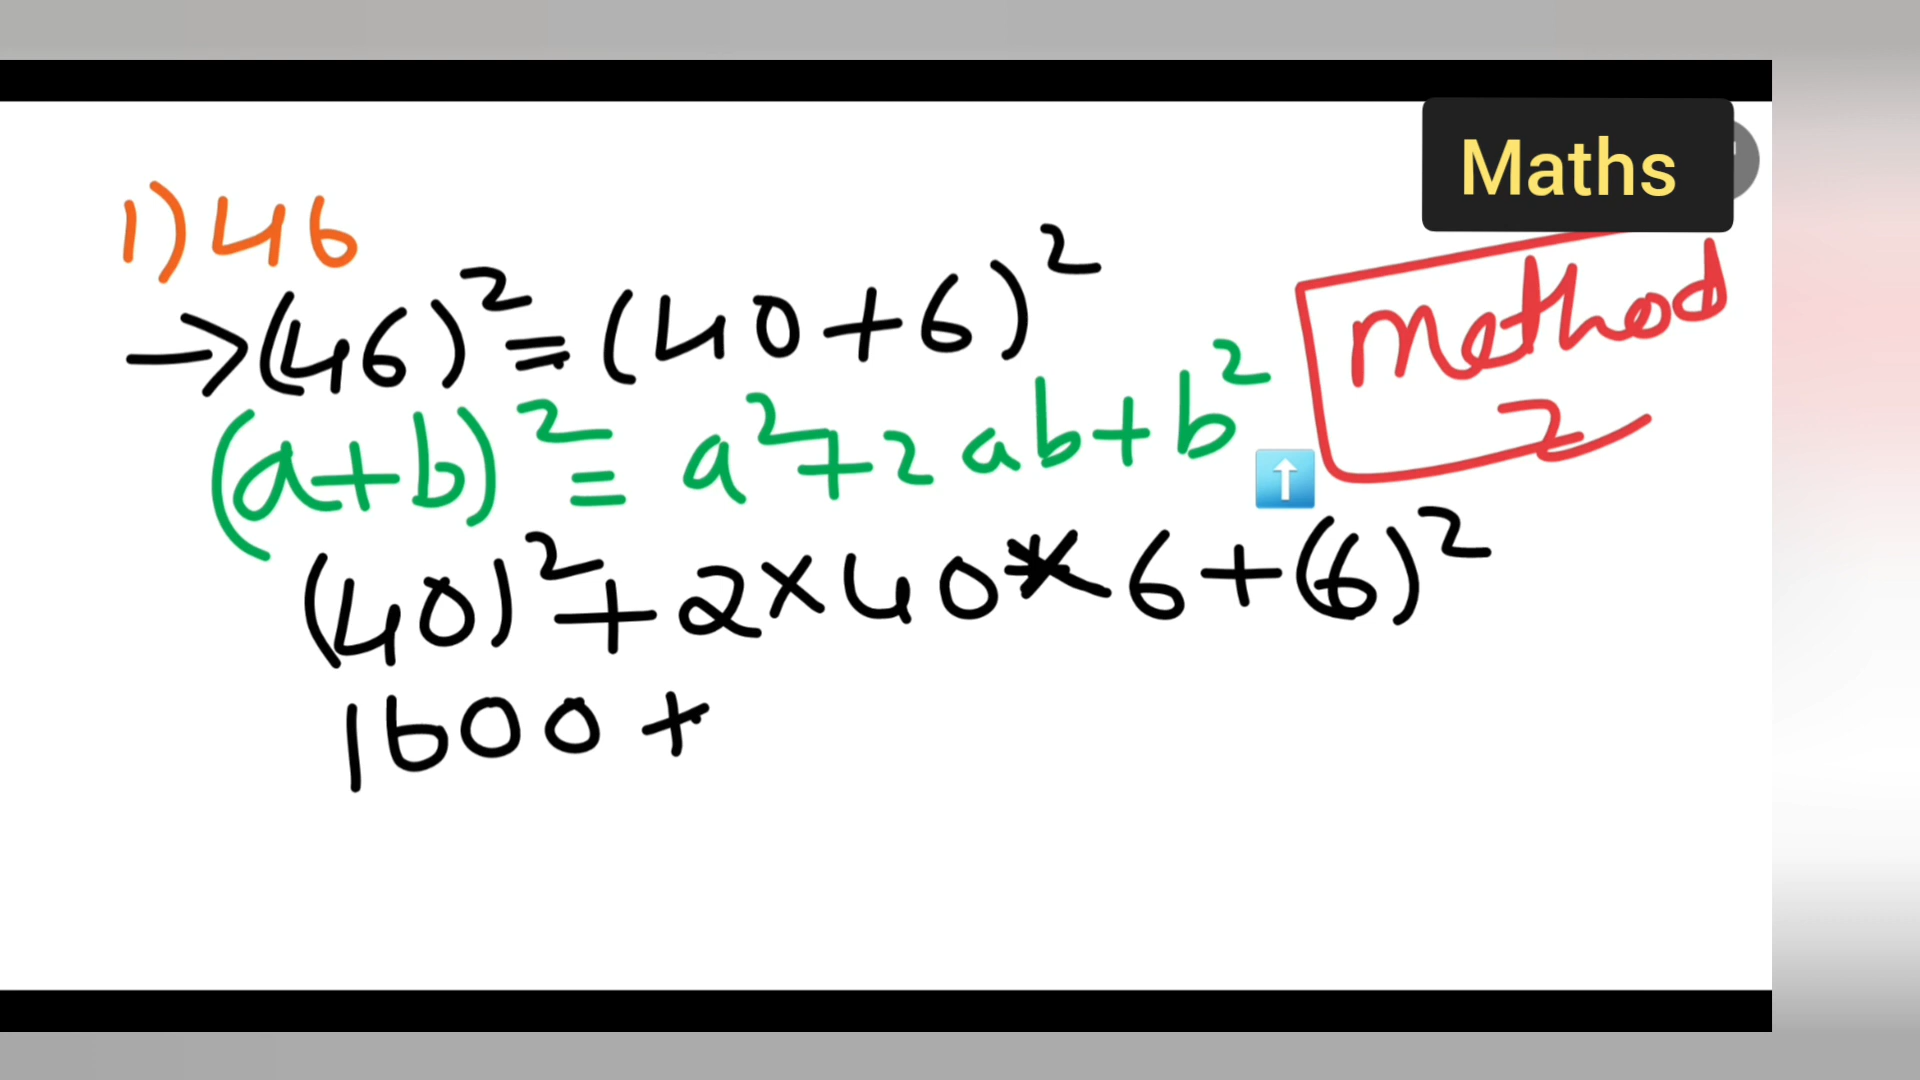 Maths
1) 46
→ (46)² = (40+6)²
Method
2
(a+b)² = a²+2ab+b²
(40)²+2×40×6+(6)²
1600+